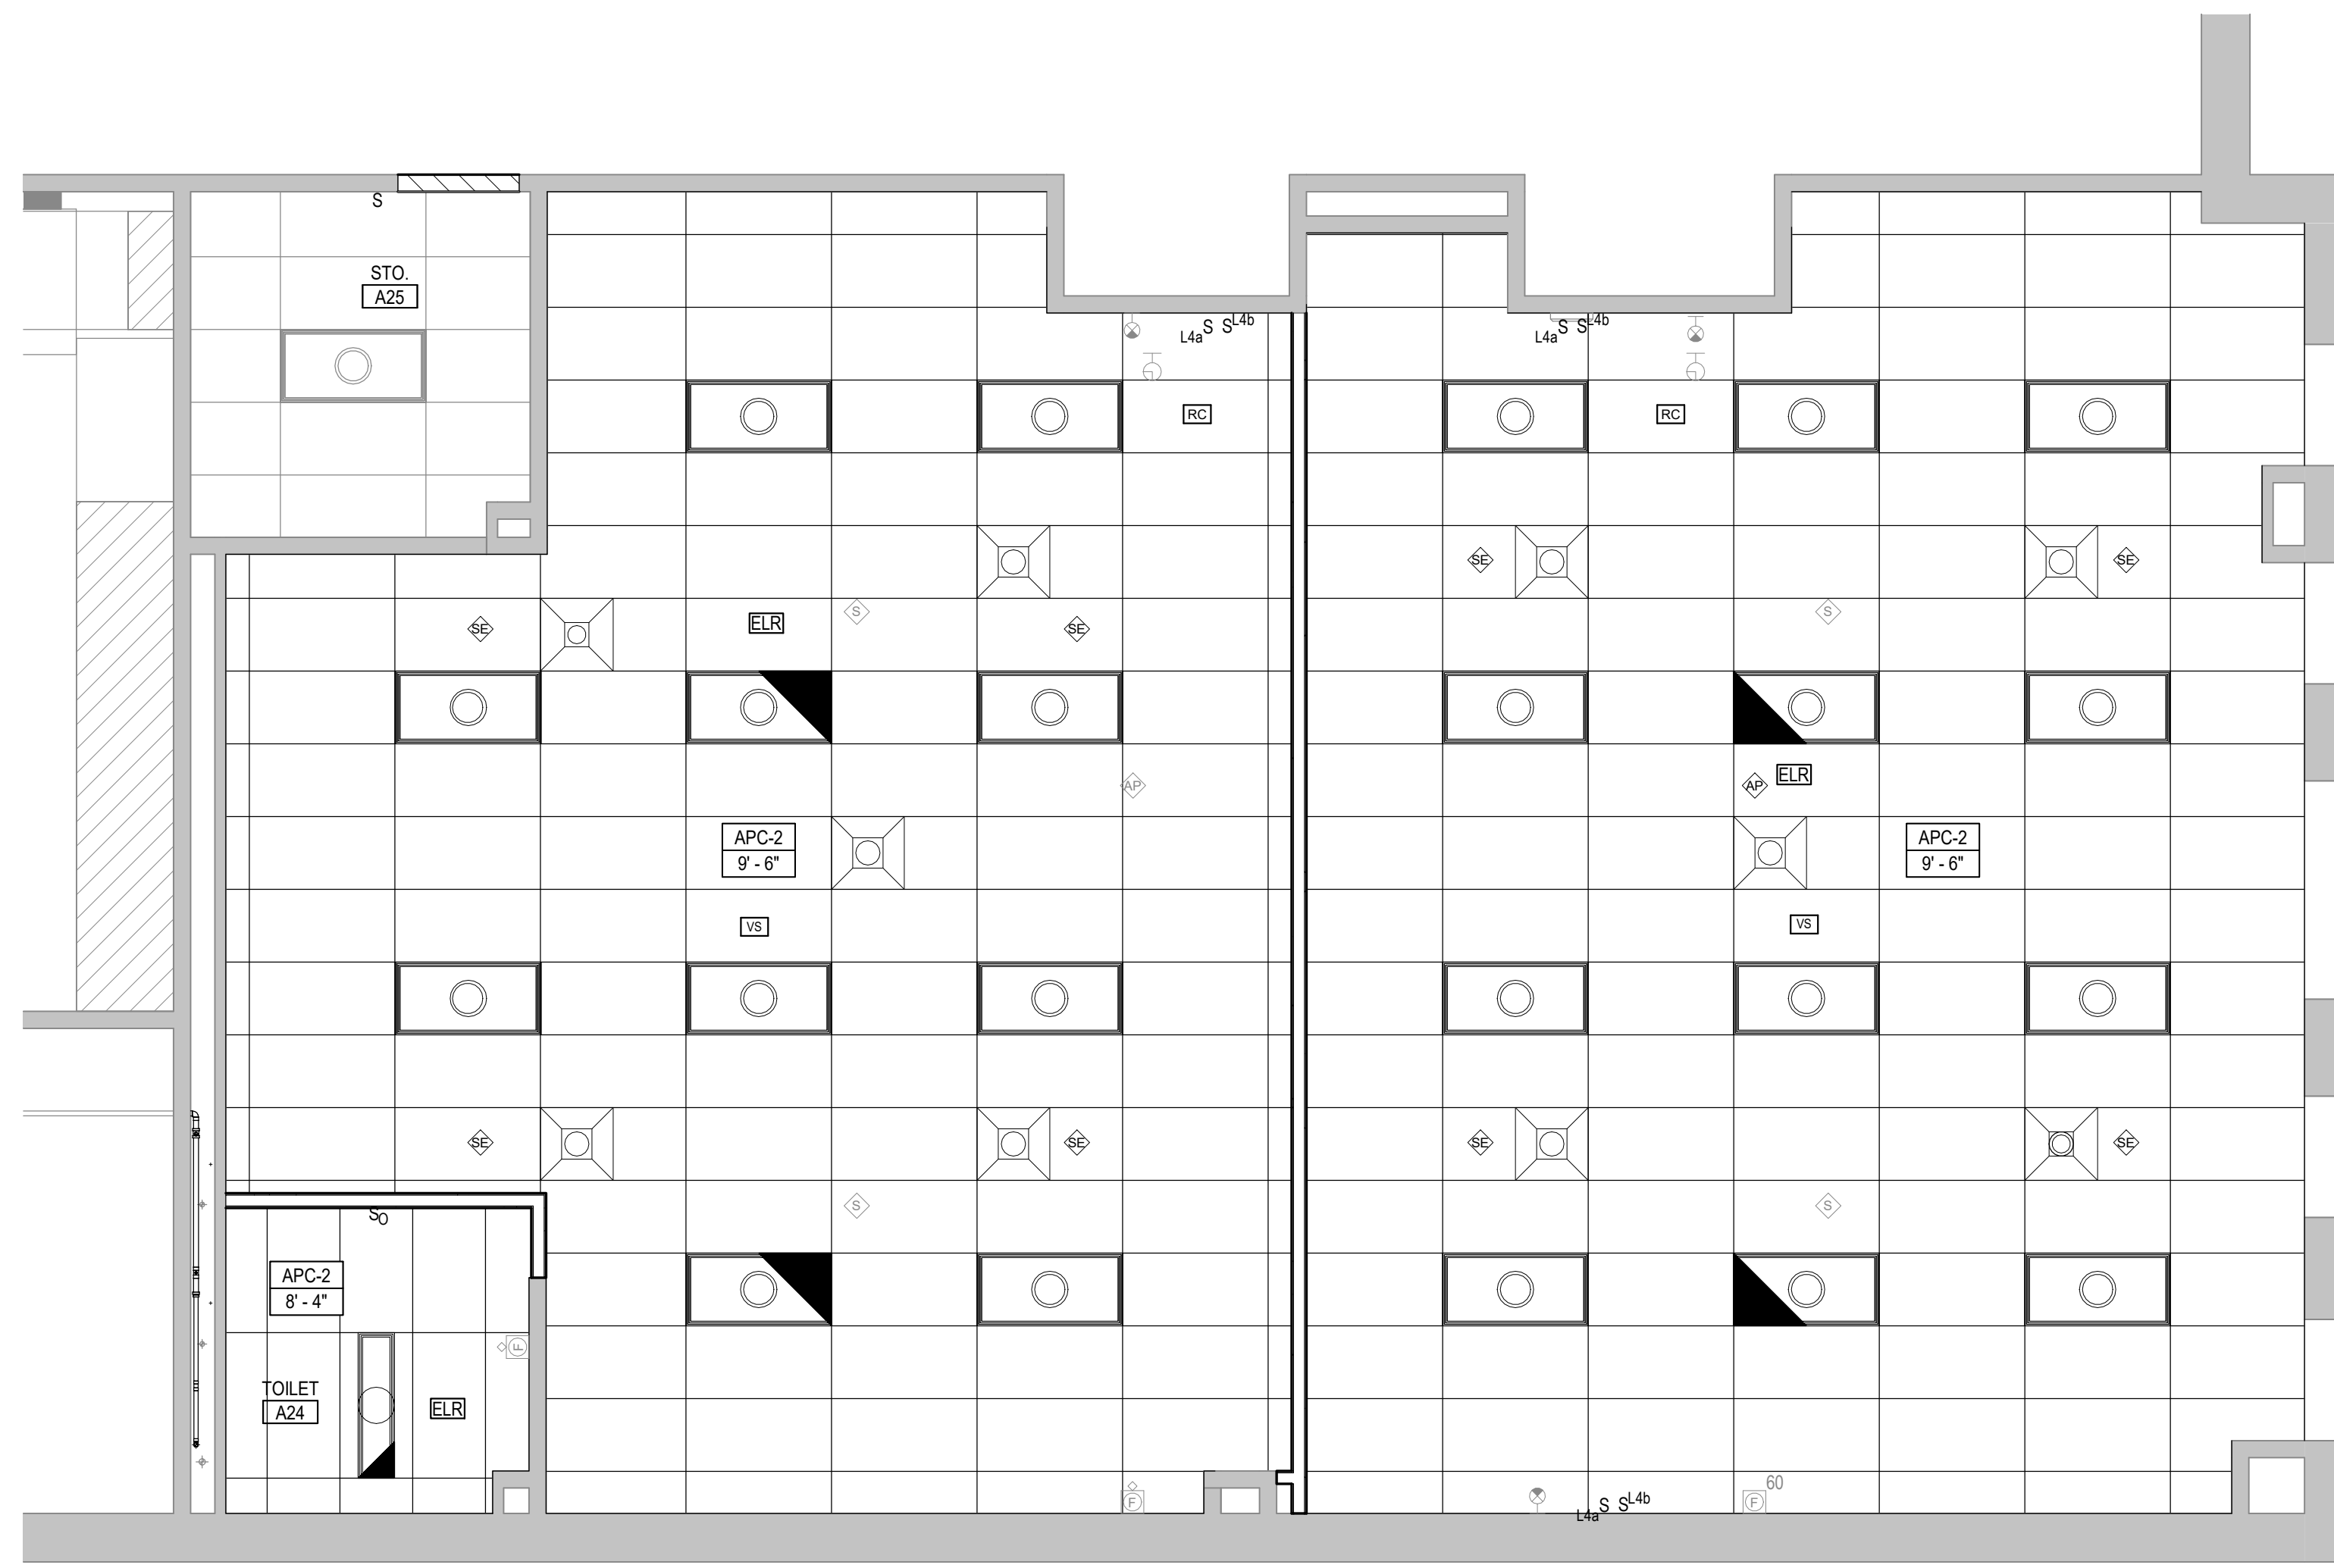 S
STO.
A25
L4a S S L4b
L4a S S L4b
RC
RC
SE
SE
SE
ELR
S
SE
S
AP
AP
ELR
APC-2
9' - 6"
APC-2
9' - 6"
VS
VS
SE
SE
SE
SE
S
S
SO
APC-2
8' - 4"
F
TOILET
A24
ELR
F
F
60
L4a S S L4b